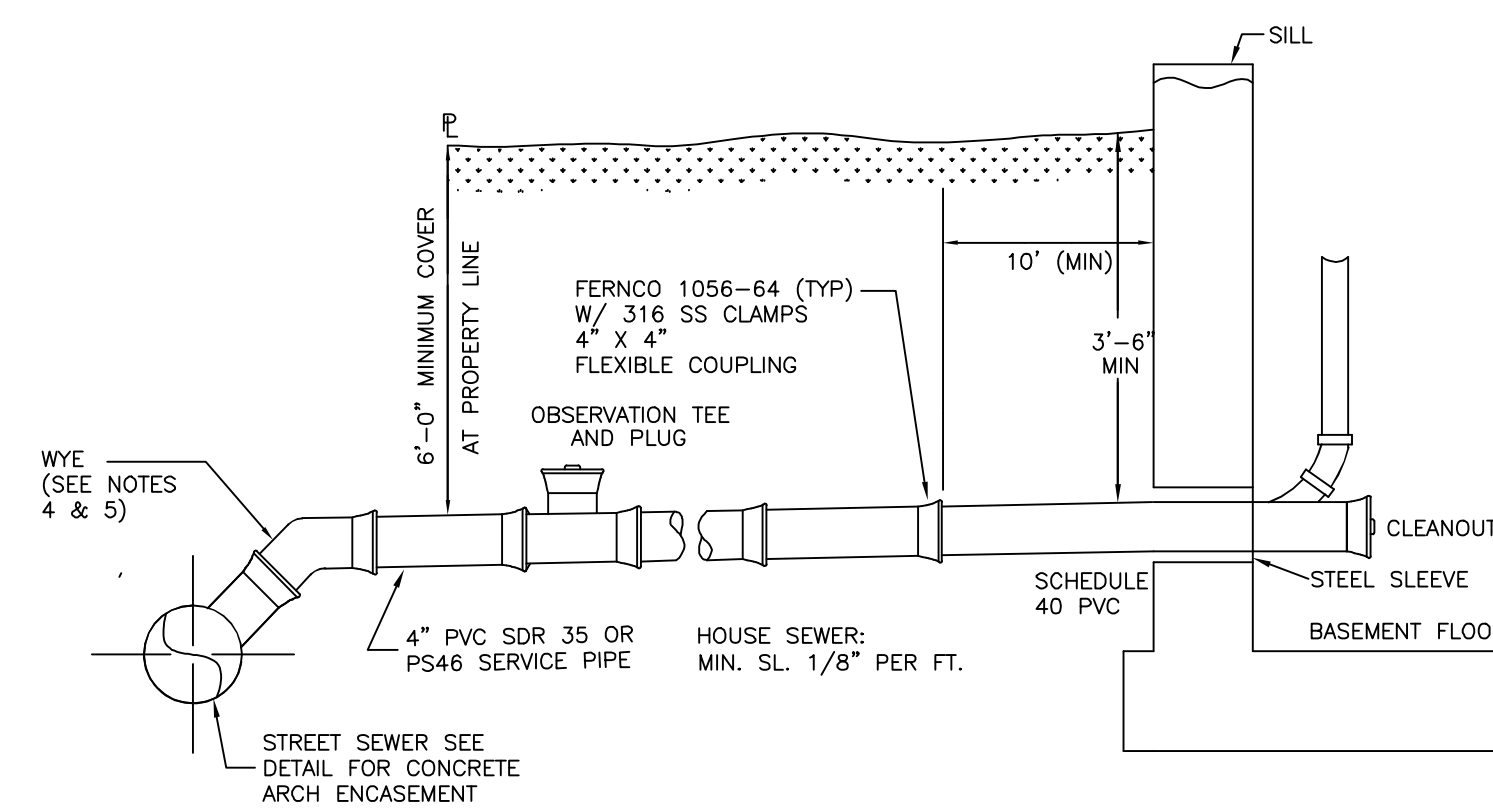 SILL
PL
6'-0" MINIMUM COVER
AT PROPERTY LINE
10' (MIN)
FERNCO 1056-64 (TYP)
W/ 316 SS CLAMPS
4" X 4"
FLEXIBLE COUPLING
3'-6"
MIN
OBSERVATION TEE
AND PLUG
WYE
(SEE NOTES
4 & 5)
CLEANOUT
SCHEDULE
40 PVC
STEEL SLEEVE
4" PVC SDR 35 OR
PS46 SERVICE PIPE
HOUSE SEWER:
MIN. SL. 1/8" PER FT.
BASEMENT FLOO
STREET SEWER SEE
DETAIL FOR CONCRETE
ARCH ENCASEMENT